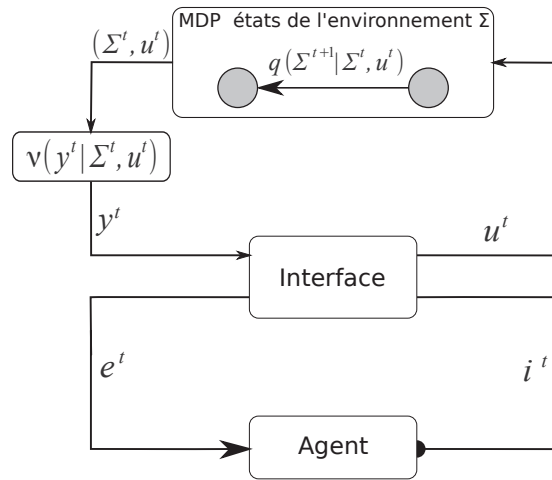 MDP états de l'environnement Σ
(Σ^t, u^t)
q(Σ^{t+1}|Σ^t, u^t)
ν(y^t|Σ^t, u^t)
y^t
u^t
Interface
e^t
i^t
Agent